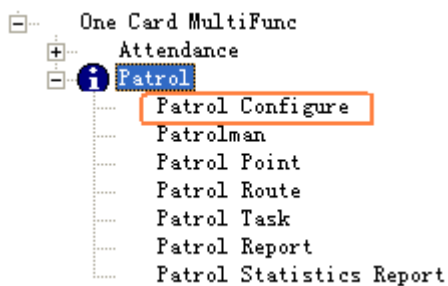 One Card MultiFunc
Attendance
Patrol
Patrol Configure
Patrolman
Patrol Point
Patrol Route
Patrol Task
Patrol Report
Patrol Statistics Report